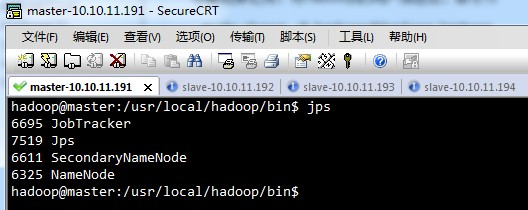 master-10.10.11.191 - SecureCRT
文件(F) 编辑(E) 查看(V) 选项(O) 传输(T) 脚本(S) 工具(L) 帮助(H)
master-10.10.11.191 x slave-10.10.11.192 slave-10.10.11.193 slave-10.10.11.194
hadoop@master:/usr/local/hadoop/bin$ jps
6695 JobTracker
7519 Jps
6611 SecondaryNameNode
6325 NameNode
hadoop@master:/usr/local/hadoop/bin$